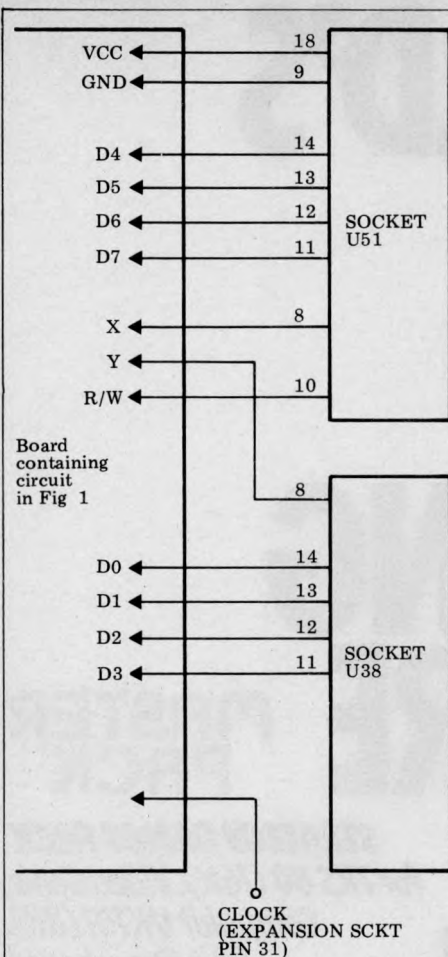 VCC 18
GND 9
D4 14
D5 13
D6 12
D7 11
SOCKET
U51
X 8
Y
R/W 10
Board
containing
circuit
in Fig 1
8
D0 14
D1 13
D2 12
D3 11
SOCKET
U38
CLOCK
(EXPANSION SCKT
PIN 31)